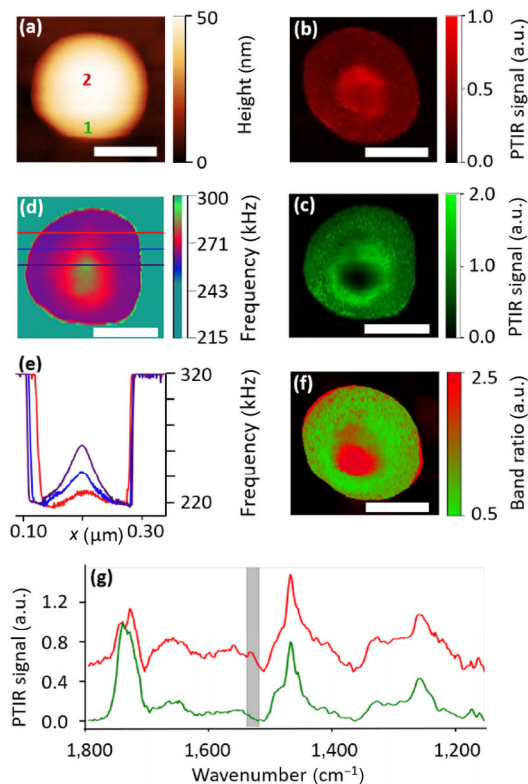 (a)
2
1
50
0
Height (nm)
(b)
1.0
0.5
0.0
PTIR signal (a.u.)
(d)
300
271
243
215
Frequency (kHz)
(c)
2.0
1.0
0.0
PTIR signal (a.u.)
(e)
320
220
Frequency (kHz)
0.10
0.30
x (μm)
(f)
2.5
0.5
Band ratio (a.u.)
(g)
PTIR signal (a.u.)
1.2
0.8
0.4
0.0
1,800
1,600
1,400
1,200
Wavenumber (cm⁻¹)